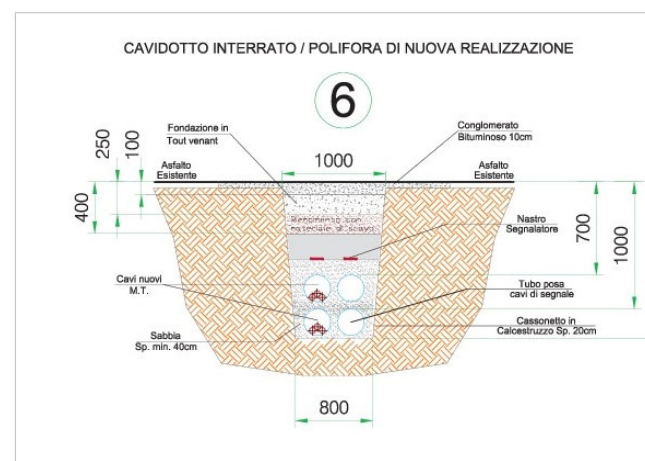 CAVIDOTTO INTERRATO / POLIFORA DI NUOVA REALIZZAZIONE
6
Fondazione in
Tout venant
Conglomerato
Bituminoso 10cm
250
100
1000
Asfalto
Esistente
Asfalto
Esistente
400
Riempimento con
materiale di scavo
Nastro
Segnalatore
700
1000
Cavi nuovi
M.T.
Tubo posa
cavi di segnale
Sabbia
Sp. min. 40cm
Cassonetto in
Calcestruzzo Sp. 20cm
800